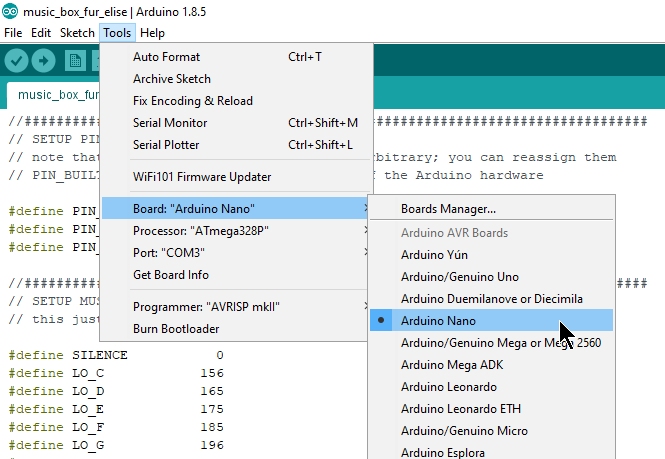 music_box_fur_elise | Arduino 1.8.5
File Edit Sketch Tools Help
music_box_fur
Auto Format Ctrl+T
Archive Sketch
Fix Encoding & Reload
Serial Monitor Ctrl+Shift+M
Serial Plotter Ctrl+Shift+L
WiFi101 Firmware Updater
Board: "Arduino Nano"
Processor: "ATmega328P"
Port: "COM3"
Get Board Info
Programmer: "AVRISP mkII"
Burn Bootloader
Boards Manager...
Arduino AVR Boards
Arduino Yún
Arduino/Genuino Uno
Arduino Duemilanove or Diecimila
Arduino Nano
Arduino/Genuino Mega or Mega 2560
Arduino Mega ADK
Arduino Leonardo
Arduino Leonardo ETH
Arduino/Genuino Micro
Arduino Esplora
// SETUP PIN
// note that rbitrary; you can reassign them
// PIN_BUILT f the Arduino hardware
#define PIN_
#define PIN_
#define PIN_
// SETUP MUS
// this just
#define SILENCE 0
#define LO_C 156
#define LO_D 165
#define LO_E 175
#define LO_F 185
#define LO_G 196